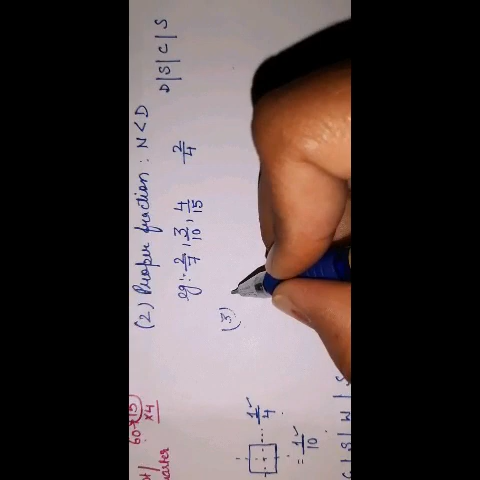 (2) Proper fraction : N < D
D | S | C | S
eg:- 2/7, 3/10, 4/15 2/4
(3)
60 × 15
× 4
1/4
= 1/10
| S | W | S